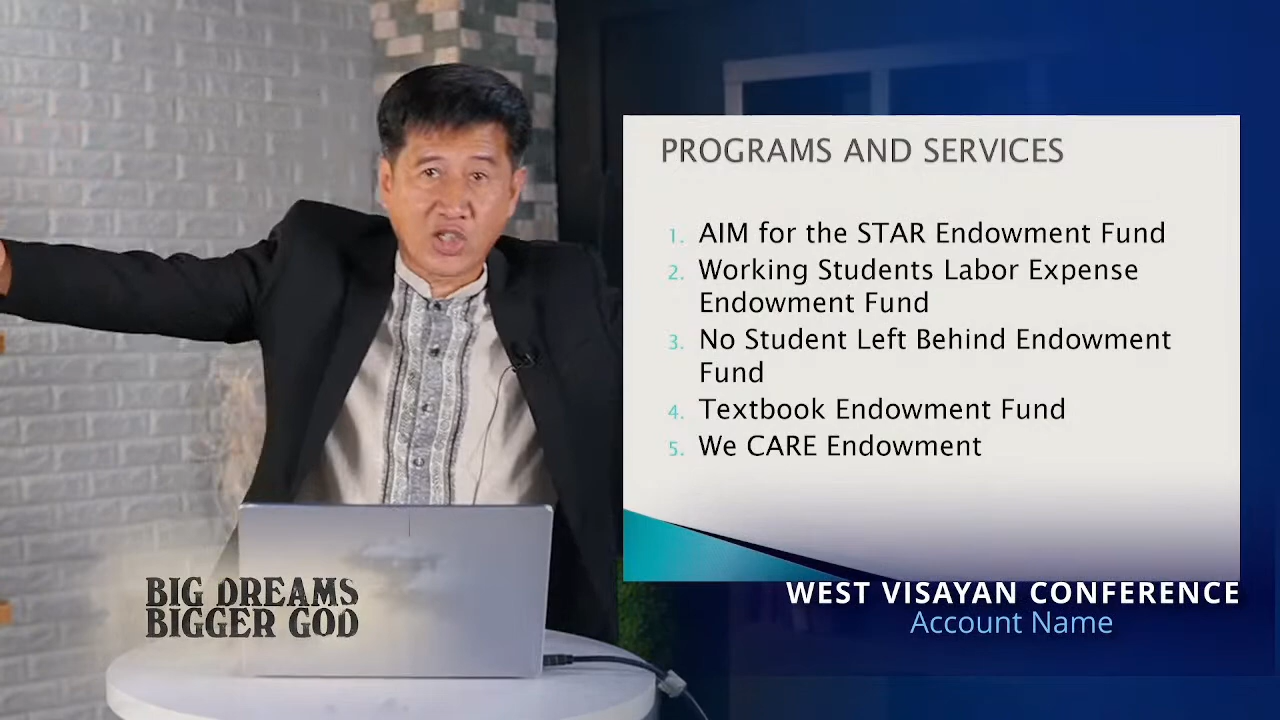 PROGRAMS AND SERVICES
1. AIM for the STAR Endowment Fund
2. Working Students Labor Expense
Endowment Fund
3. No Student Left Behind Endowment
Fund
4. Textbook Endowment Fund
5. We CARE Endowment
BIG DREAMS
BIGGER GOD
WEST VISAYAN CONFERENCE
Account Name